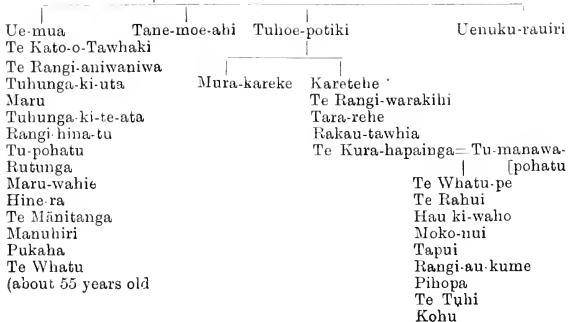 Ue-mua Tane-moe-ahi Tuhoe-potiki Uenuku-rauiri
Te Kato-o-Tawhaki
Te Rangi-aniwaniwa
Tuhunga-ki-uta Mura-kareke Karetehe
Maru Te Rangi-warakihi
Tuhunga-ki-te-ata Tara-rehe
Rangi-hina-tu Rakau-tawhia
Tu-pohatu Te Kura-hapainga= Tu-manawa-
Rutunga [pohatu
Maru-wahie Te Whatu-pe
Hine-ra Te Rahui
Te Mānitanga Hau ki-waho
Manuhiri Moko-nui
Pukaha Tapui
Te Whatu Rangi-au-kume
(about 55 years old Pihopa
Te Tuhi
Kohu